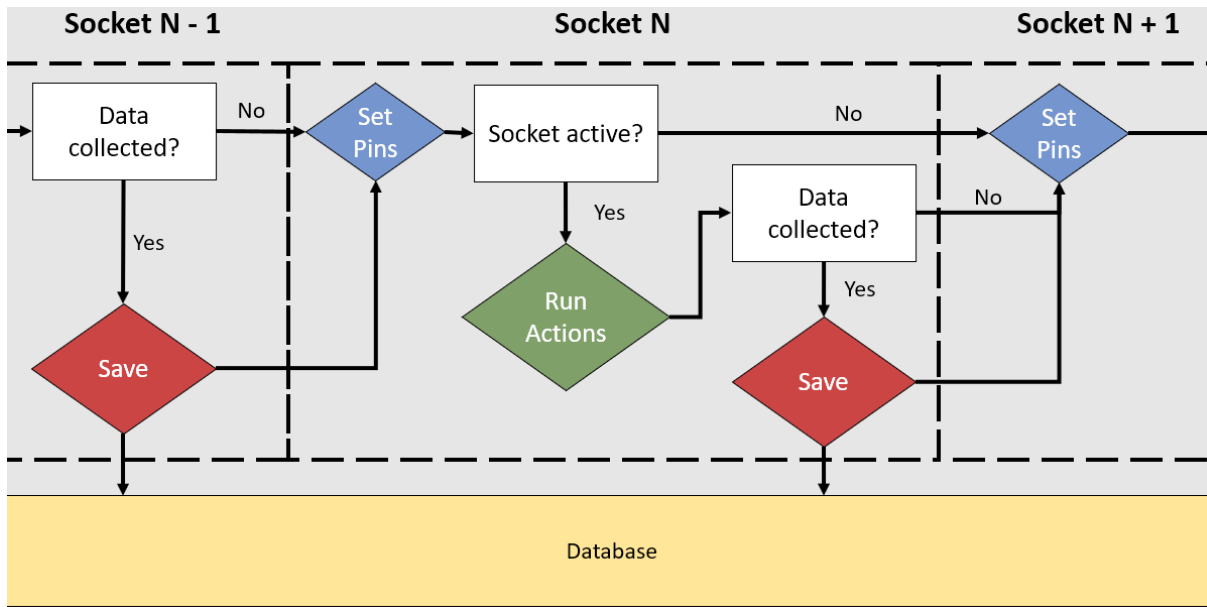 Socket N - 1
Socket N
Socket N + 1
Data
collected?
No
Yes
Save
Set
Pins
Socket active?
No
Yes
Run
Actions
Data
collected?
No
Yes
Save
Set
Pins
Database